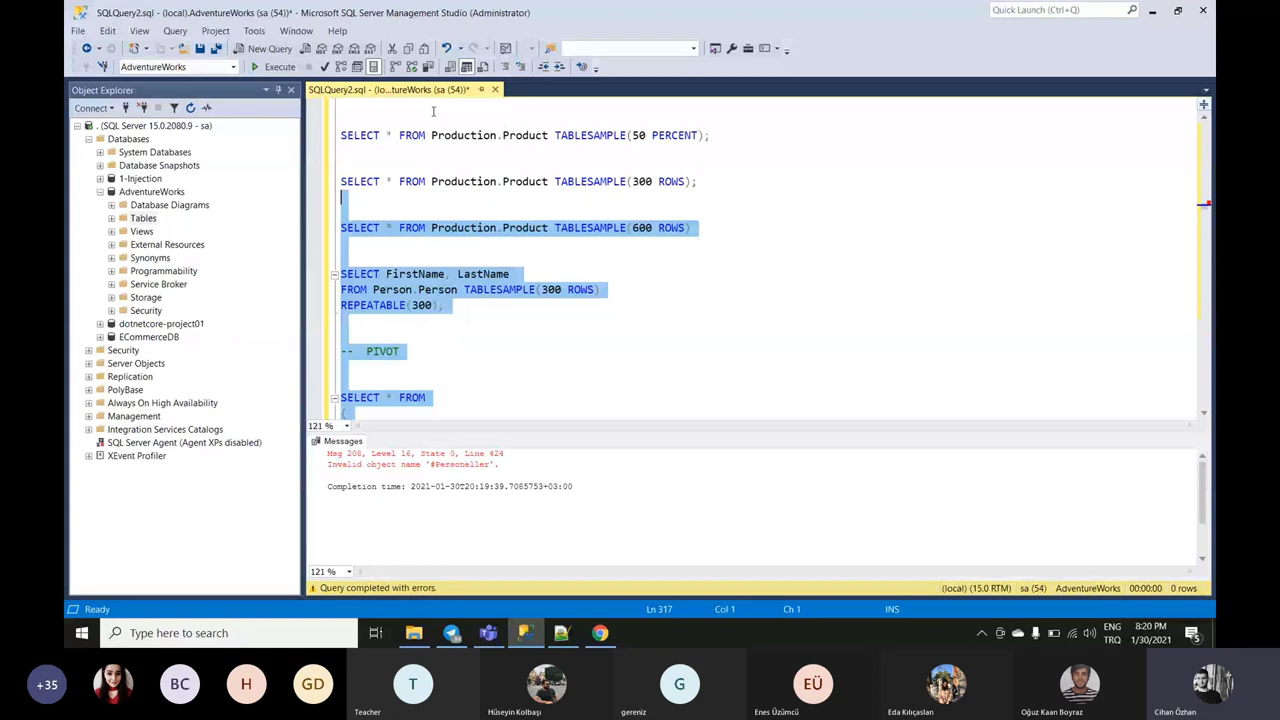 SQLQuery2.sql - (local).AdventureWorks (sa (54))* - Microsoft SQL Server Management Studio (Administrator)
Quick Launch (Ctrl+Q)
File Edit View Query Project Tools Window Help
New Query
AdventureWorks
Execute
Object Explorer
SQLQuery2.sql - (lo...tureWorks (sa (54))*
Connect
. (SQL Server 15.0.2080.9 - sa)
Databases
System Databases
Database Snapshots
1-Injection
AdventureWorks
Database Diagrams
Tables
Views
External Resources
Synonyms
Programmability
Service Broker
Storage
Security
dotnetcore-project01
ECommerceDB
Security
Server Objects
Replication
PolyBase
Always On High Availability
Management
Integration Services Catalogs
SQL Server Agent (Agent XPs disabled)
XEvent Profiler
SELECT * FROM Production.Product TABLESAMPLE(50 PERCENT);
SELECT * FROM Production.Product TABLESAMPLE(300 ROWS);
SELECT * FROM Production.Product TABLESAMPLE(600 ROWS)
SELECT FirstName, LastName
FROM Person.Person TABLESAMPLE(300 ROWS)
REPEATABLE(300);
-- PIVOT
SELECT * FROM
(
121 %
Messages
Msg 208, Level 16, State 0, Line 424
Invalid object name '#Personeller'.
Completion time: 2021-01-30T20:19:39.7085753+03:00
121 %
Query completed with errors.
(local) (15.0 RTM) sa (54) AdventureWorks 00:00:00 0 rows
Ready
Ln 317 Col 1 Ch 1 INS
Type here to search
ENG
TRQ
8:20 PM
1/30/2021
5
+35
BC
H
GD
T
Teacher
Hüseyin Kolbaşı
G
gereniz
EÜ
Enes Üzümcü
Eda Kılıçaslan
Oğuz Kaan Boyraz
Cihan Özhan